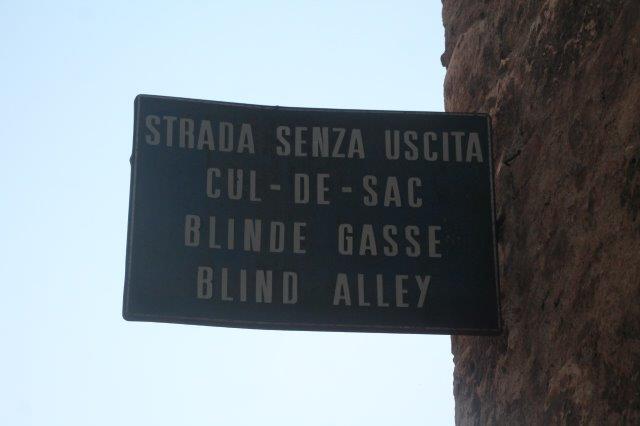 STRADA SENZA USCITA
CUL-DE-SAC
BLINDE GASSE
BLIND ALLEY